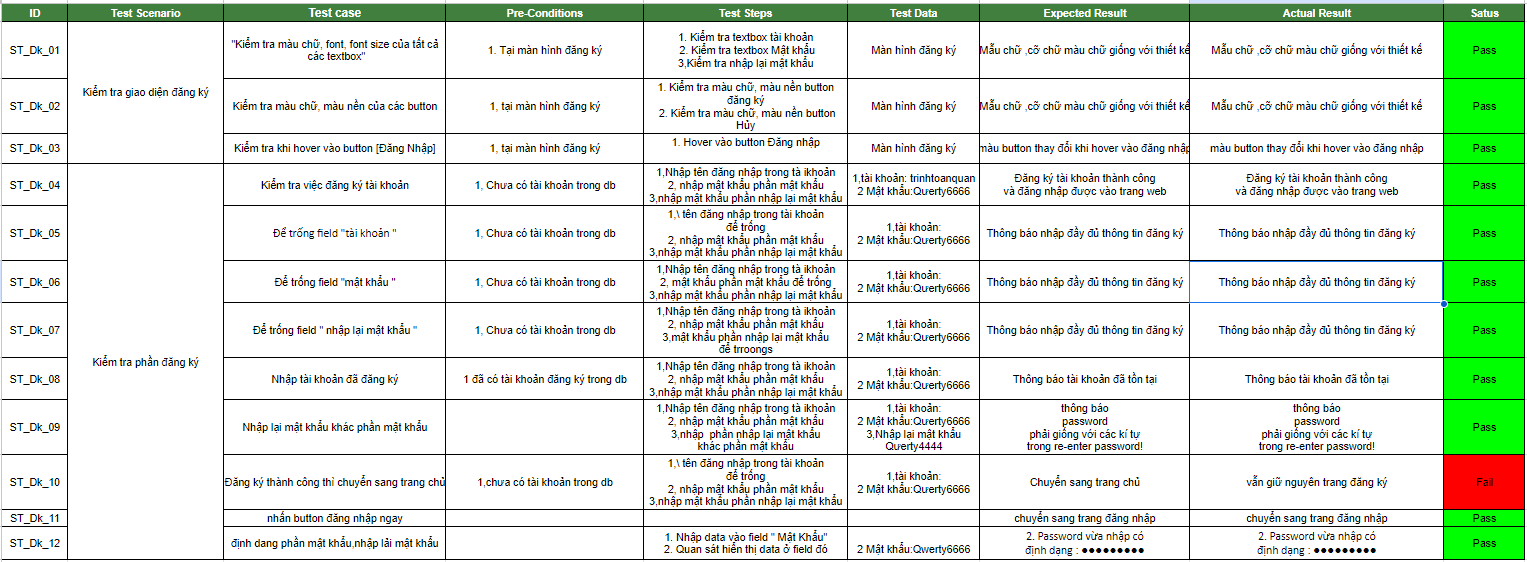 ID Test Scenario Test case Pre-Conditions Test Steps Test Data Expected Result Actual Result Satus
ST_Dk_01
Kiểm tra giao diện đăng ký
"Kiểm tra màu chữ, font, font size của tất cả
các textbox"
1. Tại màn hình đăng ký
1. Kiểm tra textbox tài khoản
2. Kiểm tra textbox Mật khẩu
3,Kiểm tra nhập lại mật khẩu
Màn hình đăng ký
Mẫu chữ ,cỡ chữ màu chữ giống với thiết kế
Mẫu chữ ,cỡ chữ màu chữ giống với thiết kế
Pass
ST_Dk_02
Kiểm tra màu chữ, màu nền của các button
1, tại màn hình đăng ký
1. Kiểm tra màu chữ, màu nền button
đăng ký
2. Kiểm tra màu chữ, màu nền button
Hủy
Màn hình đăng ký
Mẫu chữ ,cỡ chữ màu chữ giống với thiết kế
Mẫu chữ ,cỡ chữ màu chữ giống với thiết kế
Pass
ST_Dk_03
Kiểm tra khi hover vào button [Đăng Nhập]
1, tại màn hình đăng ký
1. Hover vào button Đăng nhập
Màn hình đăng ký
màu button thay đổi khi hover vào đăng nhập
màu button thay đổi khi hover vào đăng nhập
Pass
ST_Dk_04
Kiểm tra phần đăng ký
Kiểm tra việc đăng ký tài khoản
1, Chưa có tài khoản trong db
1,Nhập tên đăng nhập trong tà ikhoản
2, nhập mật khẩu phần mật khẩu
3,nhập mật khẩu phần nhập lại mật khẩu
1,tài khoản: trinhtoanquan
2 Mật khẩu:Qwerty6666
Đăng ký tài khoản thành công
và đăng nhập được vào trang web
Đăng ký tài khoản thành công
và đăng nhập được vào trang web
Pass
ST_Dk_05
Để trống field "tài khoản "
1, Chưa có tài khoản trong db
1,\ tên đăng nhập trong tài khoản
để trống
2, nhập mật khẩu phần mật khẩu
3,nhập mật khẩu phần nhập lại mật khẩu
1,tài khoản:
2 Mật khẩu:Qwerty6666
Thông báo nhập đầy đủ thông tin đăng ký
Thông báo nhập đầy đủ thông tin đăng ký
Pass
ST_Dk_06
Để trống field "mật khẩu "
1, Chưa có tài khoản trong db
1,Nhập tên đăng nhập trong tà ikhoản
2, mật khẩu phần mật khẩu để trống
3,nhập mật khẩu phần nhập lại mật khẩu
1,tài khoản:
2 Mật khẩu:Qwerty6666
Thông báo nhập đầy đủ thông tin đăng ký
Thông báo nhập đầy đủ thông tin đăng ký
Pass
ST_Dk_07
Để trống field " nhập lại mật khẩu "
1, Chưa có tài khoản trong db
1,Nhập tên đăng nhập trong tà ikhoản
2, nhập mật khẩu phần mật khẩu
3,mật khẩu phần nhập lại mật khẩu
để trroongs
1,tài khoản:
2 Mật khẩu:Qwerty6666
Thông báo nhập đầy đủ thông tin đăng ký
Thông báo nhập đầy đủ thông tin đăng ký
Pass
ST_Dk_08
Nhập tài khoản đã đăng ký
1 đã có tài khoản đăng ký trong db
1,Nhập tên đăng nhập trong tà ikhoản
2, nhập mật khẩu phần mật khẩu
3,nhập mật khẩu phần nhập lại mật khẩu
1,tài khoản:
2 Mật khẩu:Qwerty6666
Thông báo tài khoản đã tồn tại
Thông báo tài khoản đã tồn tại
Pass
ST_Dk_09
Nhập lại mật khẩu khác phần mật khẩu
1,Nhập tên đăng nhập trong tà ikhoản
2, nhập mật khẩu phần mật khẩu
3,nhập phần nhập lại mật khẩu
khác phần mật khẩu
1,tài khoản:
2 Mật khẩu:Qwerty6666
3,Nhập lại mật khẩu
Qưerty4444
thông báo
password
phải giống với các kí tự
trong re-enter password!
thông báo
password
phải giống với các kí tự
trong re-enter password!
Pass
ST_Dk_10
Đăng ký thành công thì chuyển sang trang chủ
1,chưa có tài khoản trong db
1,\ tên đăng nhập trong tài khoản
để trống
2, nhập mật khẩu phần mật khẩu
3,nhập mật khẩu phần nhập lại mật khẩu
1,tài khoản:
2 Mật khẩu:Qwerty6666
Chuyển sang trang chủ
vẫn giữ nguyên trang đăng ký
Fail
ST_Dk_11
nhấn button đăng nhập ngay
chuyển sang trang đăng nhập
chuyển sang trang đăng nhập
Pass
ST_Dk_12
định dang phần mật khẩu,nhập lải mật khẩu
1. Nhập data vào field " Mật Khẩu"
2. Quan sát hiển thị data ở field đó
2 Mật khẩu:Qwerty6666
2. Password vừa nhập có
định dạng : ●●●●●●●●●
2. Password vừa nhập có
định dạng : ●●●●●●●●●
Pass